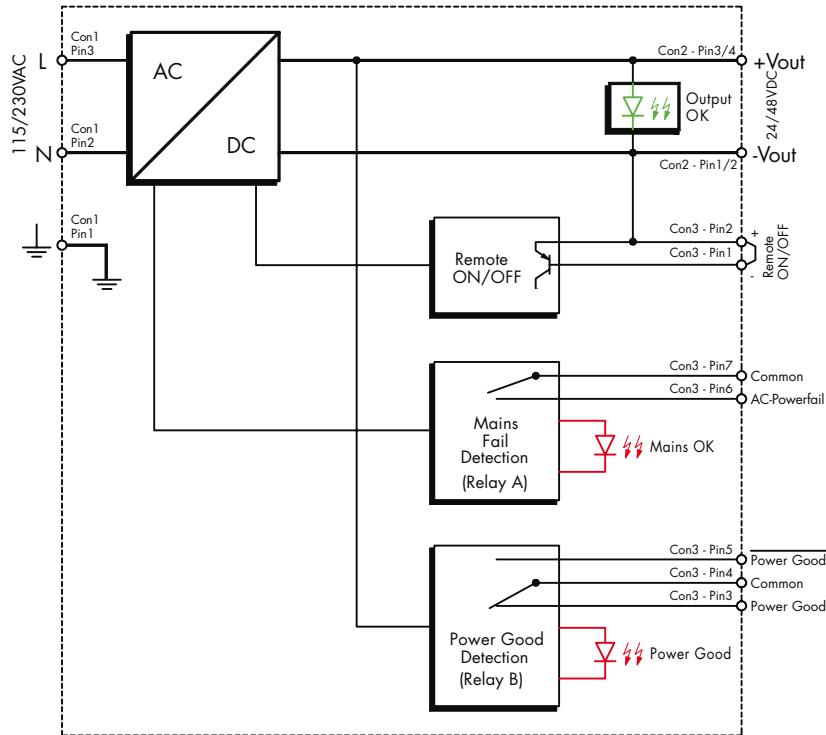 115/230VAC
L
Con1
Pin3
N
Con1
Pin2
Con1
Pin1
AC
DC
Con2 - Pin3/4
+Vout
Output
OK
24/48VDC
-Vout
Con2 - Pin1/2
Remote
ON/OFF
Con3 - Pin2
+
Con3 - Pin1
-
Remote
ON/OFF
Con3 - Pin7
Common
Con3 - Pin6
AC-Powerfail
Mains
Fail
Detection
(Relay A)
Mains OK
Con3 - Pin5
Power Good
Con3 - Pin4
Common
Con3 - Pin3
Power Good
Power Good
Detection
(Relay B)
Power Good